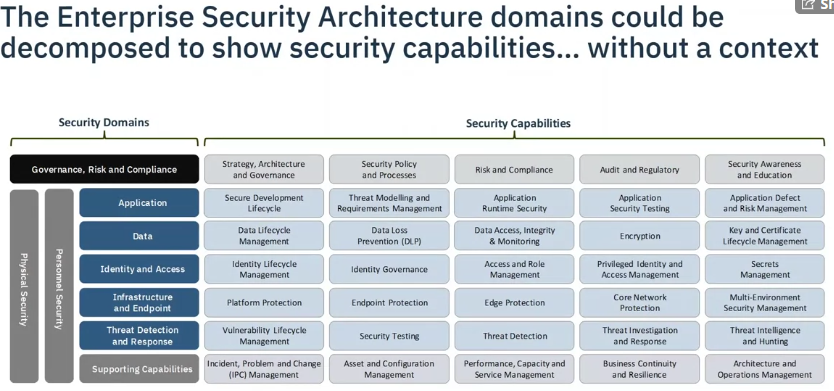 The Enterprise Security Architecture domains could be
decomposed to show security capabilities... without a context
Security Domains
Security Capabilities
Governance, Risk and Compliance
Strategy, Architecture
and Governance
Security Policy
and Processes
Risk and Compliance
Audit and Regulatory
Security Awareness
and Education
Physical Security
Personnel Security
Application
Secure Development
Lifecycle
Threat Modelling and
Requirements Management
Application
Runtime Security
Application
Security Testing
Application Defect
and Risk Management
Data
Data Lifecycle
Management
Data Loss
Prevention (DLP)
Data Access, Integrity
& Monitoring
Encryption
Key and Certificate
Lifecycle Management
Identity and Access
Identity Lifecycle
Management
Identity Governance
Access and Role
Management
Privileged Identity and
Access Management
Secrets
Management
Infrastructure
and Endpoint
Platform Protection
Endpoint Protection
Edge Protection
Core Network
Protection
Multi-Environment
Security Management
Threat Detection
and Response
Vulnerability Lifecycle
Management
Security Testing
Threat Detection
Threat Investigation
and Response
Threat Intelligence
and Hunting
Supporting Capabilities
Incident, Problem and Change
(IPC) Management
Asset and Configuration
Management
Performance, Capacity and
Service Management
Business Continuity
and Resilience
Architecture and
Operations Management